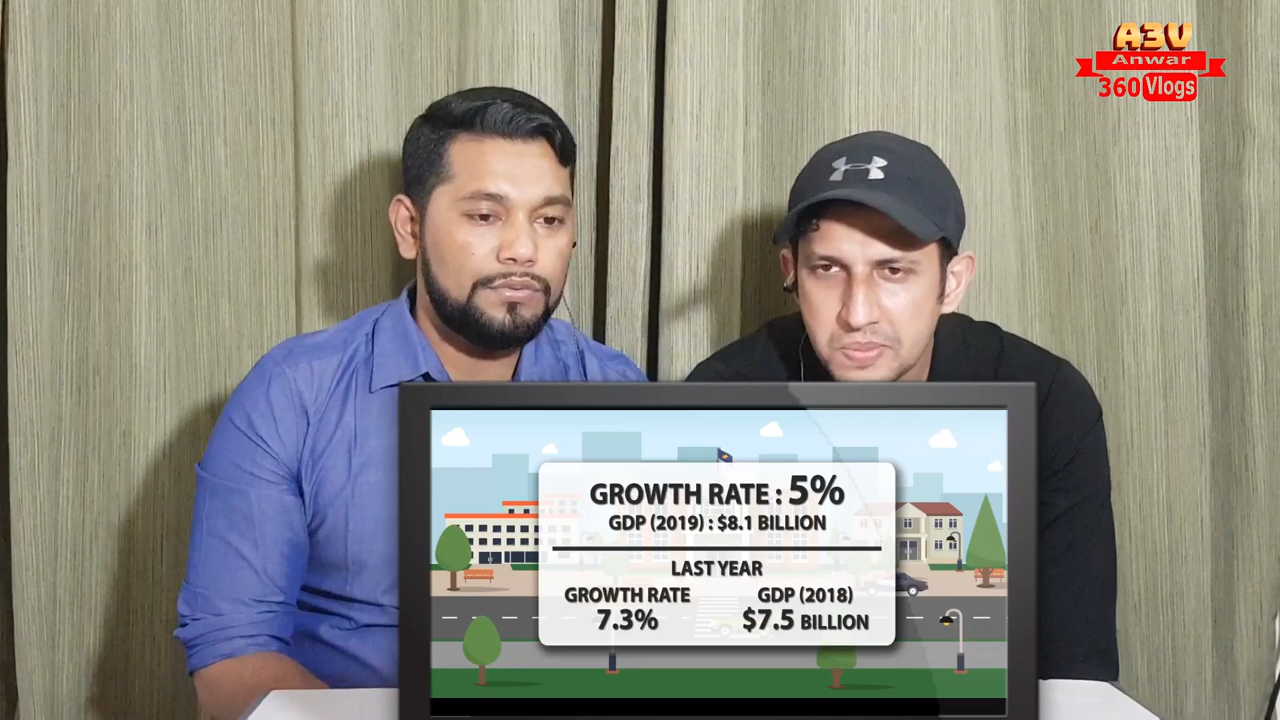 A3V
Anwar
360 Vlogs
GROWTH RATE : 5%
GDP (2019) : $8.1 BILLION
LAST YEAR
GROWTH RATE
7.3%
GDP (2018)
$7.5 BILLION